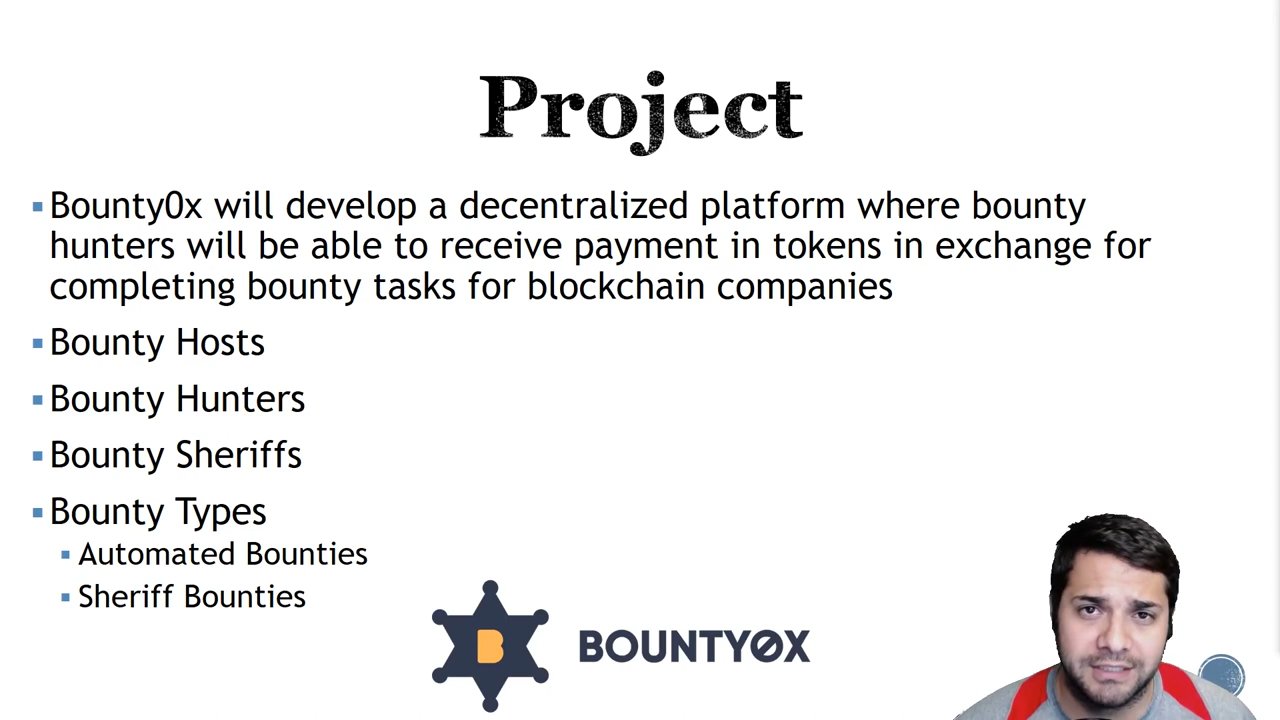 Project
Bounty0x will develop a decentralized platform where bounty
hunters will be able to receive payment in tokens in exchange for
completing bounty tasks for blockchain companies
Bounty Hosts
Bounty Hunters
Bounty Sheriffs
Bounty Types
Automated Bounties
Sheriff Bounties
B
BOUNTY0X